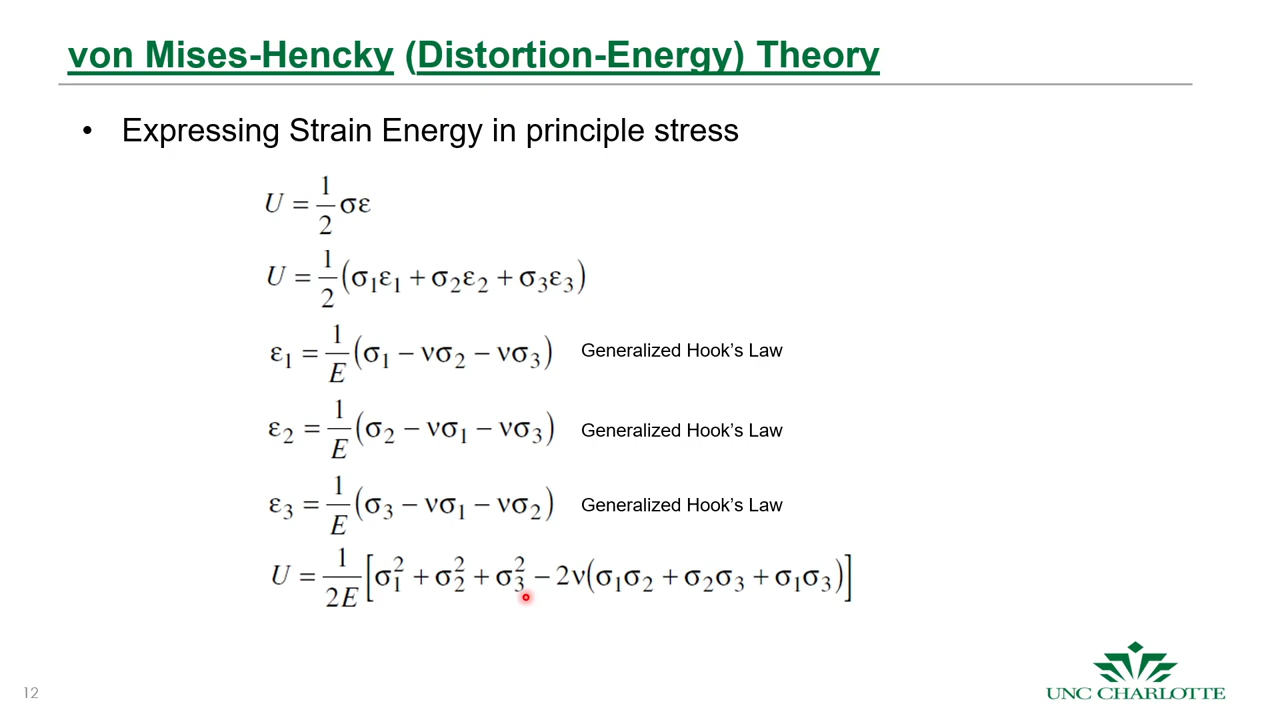 von Mises-Hencky (Distortion-Energy) Theory
• Expressing Strain Energy in principle stress
U = 1/2 σε
U = 1/2 (σ₁ε₁ + σ₂ε₂ + σ₃ε₃)
ε₁ = 1/E (σ₁ − νσ₂ − νσ₃) Generalized Hook’s Law
ε₂ = 1/E (σ₂ − νσ₁ − νσ₃) Generalized Hook’s Law
ε₃ = 1/E (σ₃ − νσ₁ − νσ₂) Generalized Hook’s Law
U = 1/2E [σ₁² + σ₂² + σ₃² − 2ν(σ₁σ₂ + σ₂σ₃ + σ₁σ₃)]
12
UNC CHARLOTTE